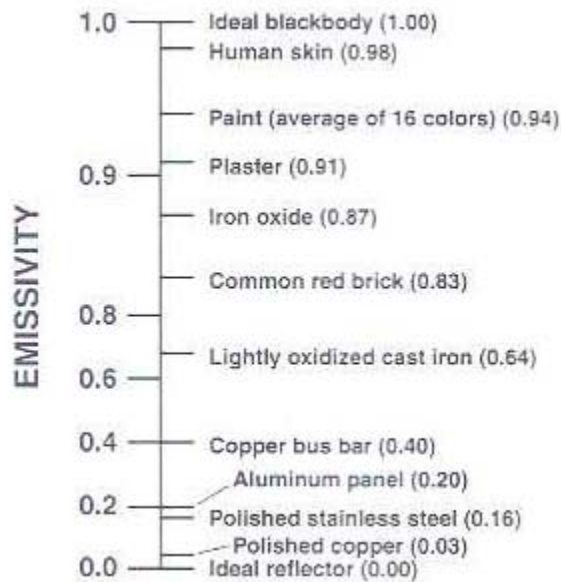 1.0 Ideal blackbody (1.00)
Human skin (0.98)
Paint (average of 16 colors) (0.94)
Plaster (0.91)
0.9
Iron oxide (0.87)
Common red brick (0.83)
0.8
Lightly oxidized cast iron (0.64)
0.6
0.4 Copper bus bar (0.40)
Aluminum panel (0.20)
0.2
Polished stainless steel (0.16)
Polished copper (0.03)
0.0 Ideal reflector (0.00)
EMISSIVITY